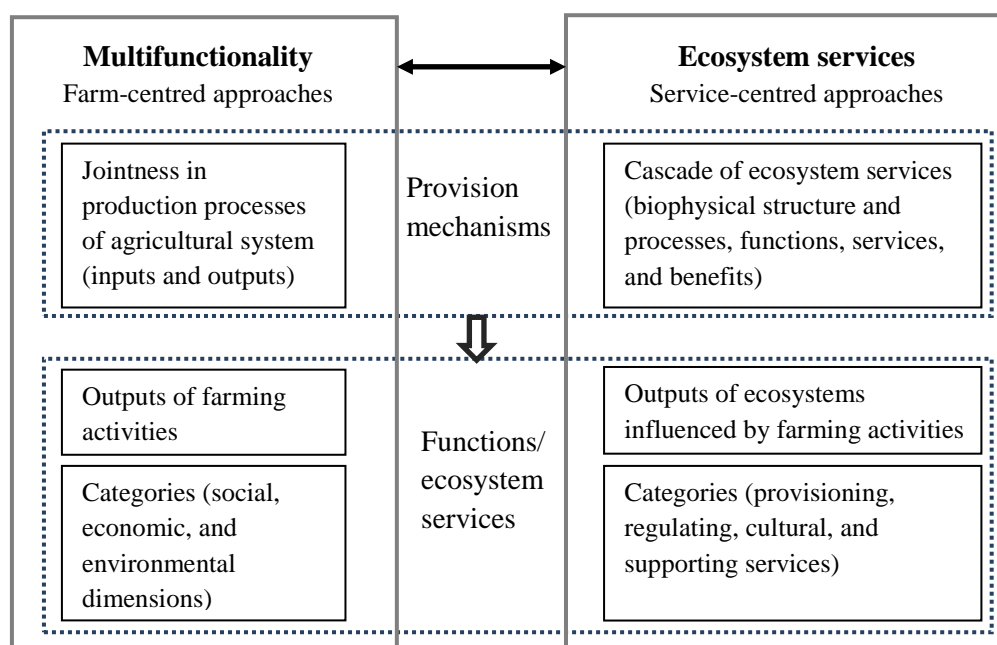 Multifunctionality
Farm-centred approaches
Ecosystem services
Service-centred approaches
Jointness in
production processes
of agricultural system
(inputs and outputs)
Provision
mechanisms
Cascade of ecosystem services
(biophysical structure and
processes, functions, services,
and benefits)
Outputs of farming
activities
Categories (social,
economic, and
environmental
dimensions)
Functions/
ecosystem
services
Outputs of ecosystems
influenced by farming activities
Categories (provisioning,
regulating, cultural, and
supporting services)